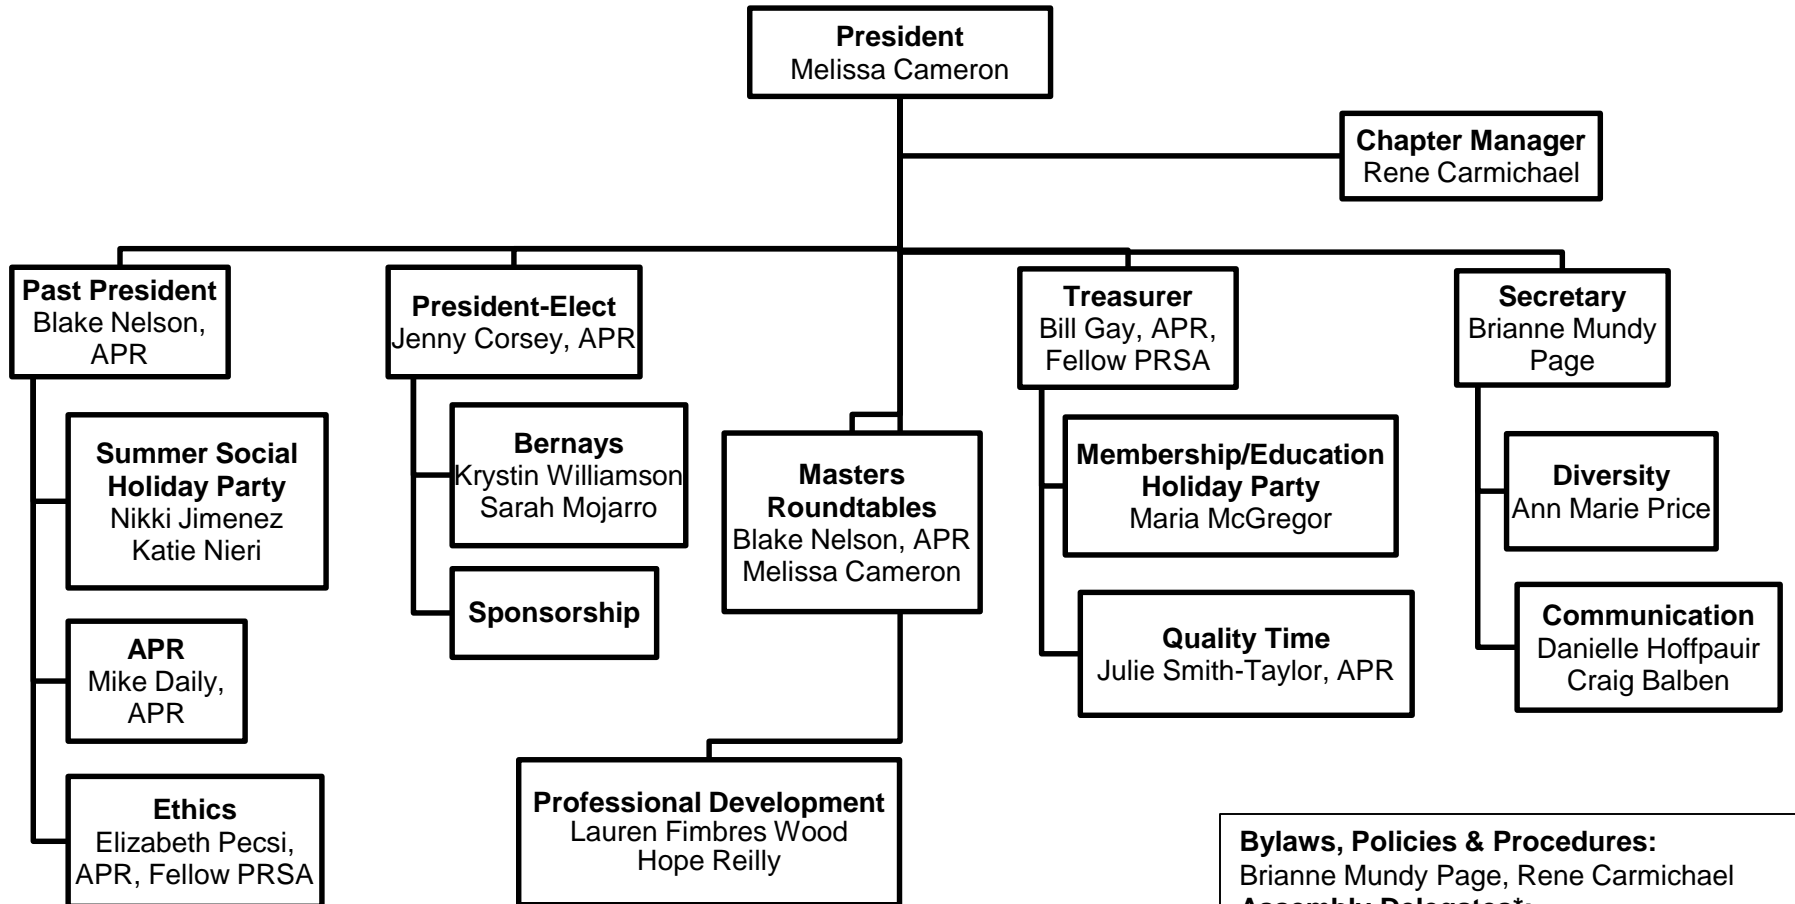 President
Melissa Cameron
Chapter Manager
Rene Carmichael
Past President
Blake Nelson,
APR
President-Elect
Jenny Corsey, APR
Treasurer
Bill Gay, APR,
Fellow PRSA
Secretary
Brianne Mundy
Page
Summer Social
Holiday Party
Nikki Jimenez
Katie Nieri
APR
Mike Daily,
APR
Ethics
Elizabeth Pecsi,
APR, Fellow PRSA
Bernays
Krystin Williamson
Sarah Mojarro
Sponsorship
Masters
Roundtables
Blake Nelson, APR
Melissa Cameron
Professional Development
Lauren Fimbres Wood
Hope Reilly
Membership/Education
Holiday Party
Maria McGregor
Quality Time
Julie Smith-Taylor, APR
Diversity
Ann Marie Price
Communication
Danielle Hoffpauir
Craig Balben
Bylaws, Policies & Procedures:
Brianne Mundy Page, Rene Carmichael
Assembly Delegates*: